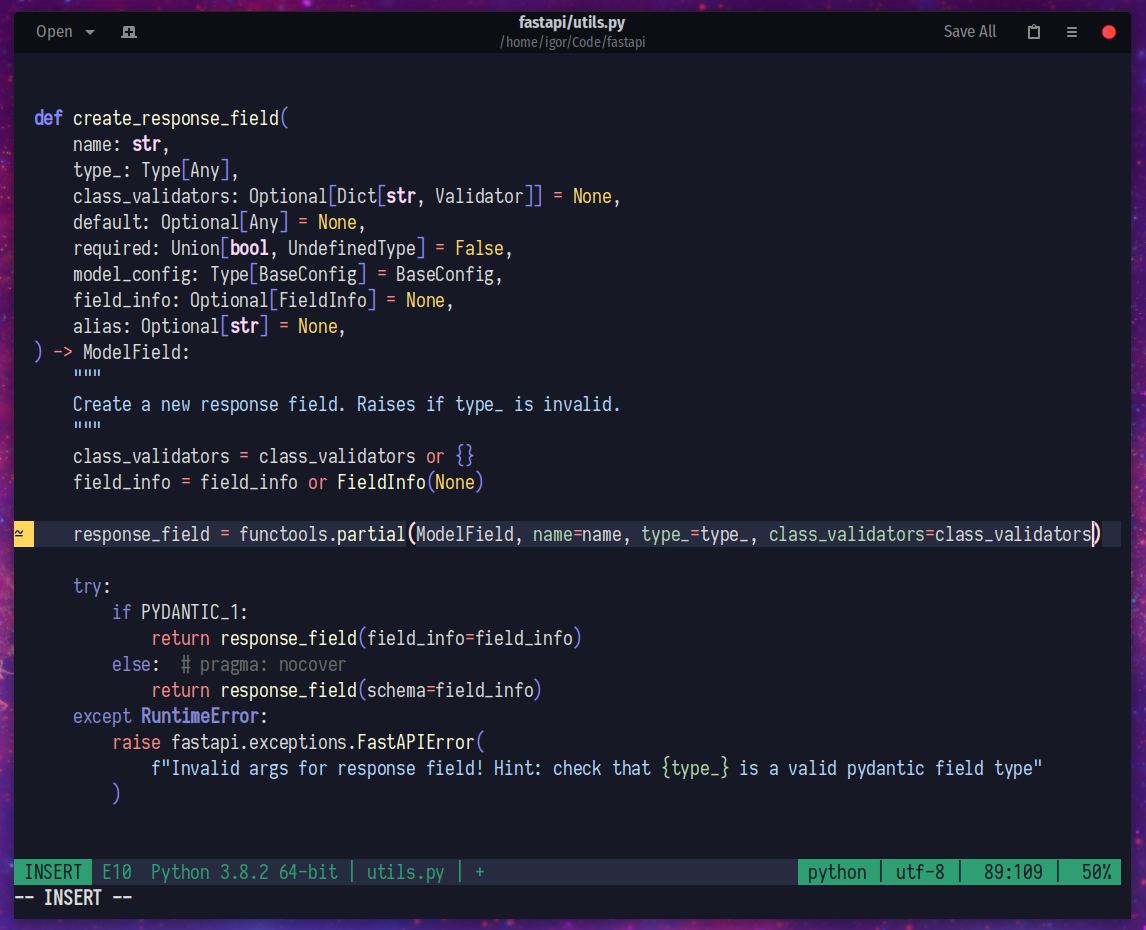 Open
fastapi/utils.py
/home/igor/Code/fastapi
Save All
def create_response_field(
    name: str,
    type_: Type[Any],
    class_validators: Optional[Dict[str, Validator]] = None,
    default: Optional[Any] = None,
    required: Union[bool, UndefinedType] = False,
    model_config: Type[BaseConfig] = BaseConfig,
    field_info: Optional[FieldInfo] = None,
    alias: Optional[str] = None,
) -> ModelField:
    """
    Create a new response field. Raises if type_ is invalid.
    """
    class_validators = class_validators or {}
    field_info = field_info or FieldInfo(None)
≃   response_field = functools.partial(ModelField, name=name, type_=type_, class_validators=class_validators)
    try:
        if PYDANTIC_1:
            return response_field(field_info=field_info)
        else:  # pragma: nocover
            return response_field(schema=field_info)
    except RuntimeError:
        raise fastapi.exceptions.FastAPIError(
            f"Invalid args for response field! Hint: check that {type_} is a valid pydantic field type"
        )
INSERT E10 Python 3.8.2 64-bit | utils.py | + python | utf-8 | 89:109 | 50%
-- INSERT --